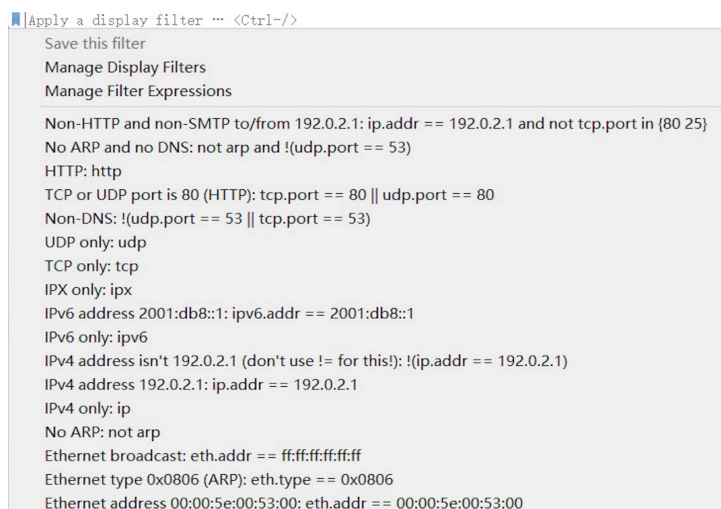 Apply a display filter … <Ctrl-/>
Save this filter
Manage Display Filters
Manage Filter Expressions
Non-HTTP and non-SMTP to/from 192.0.2.1: ip.addr == 192.0.2.1 and not tcp.port in {80 25}
No ARP and no DNS: not arp and !(udp.port == 53)
HTTP: http
TCP or UDP port is 80 (HTTP): tcp.port == 80 || udp.port == 80
Non-DNS: !(udp.port == 53 || tcp.port == 53)
UDP only: udp
TCP only: tcp
IPX only: ipx
IPv6 address 2001:db8::1: ipv6.addr == 2001:db8::1
IPv6 only: ipv6
IPv4 address isn't 192.0.2.1 (don't use != for this!): !(ip.addr == 192.0.2.1)
IPv4 address 192.0.2.1: ip.addr == 192.0.2.1
IPv4 only: ip
No ARP: not arp
Ethernet broadcast: eth.addr == ff:ff:ff:ff:ff:ff
Ethernet type 0x0806 (ARP): eth.type == 0x0806
Ethernet address 00:00:5e:00:53:00: eth.addr == 00:00:5e:00:53:00